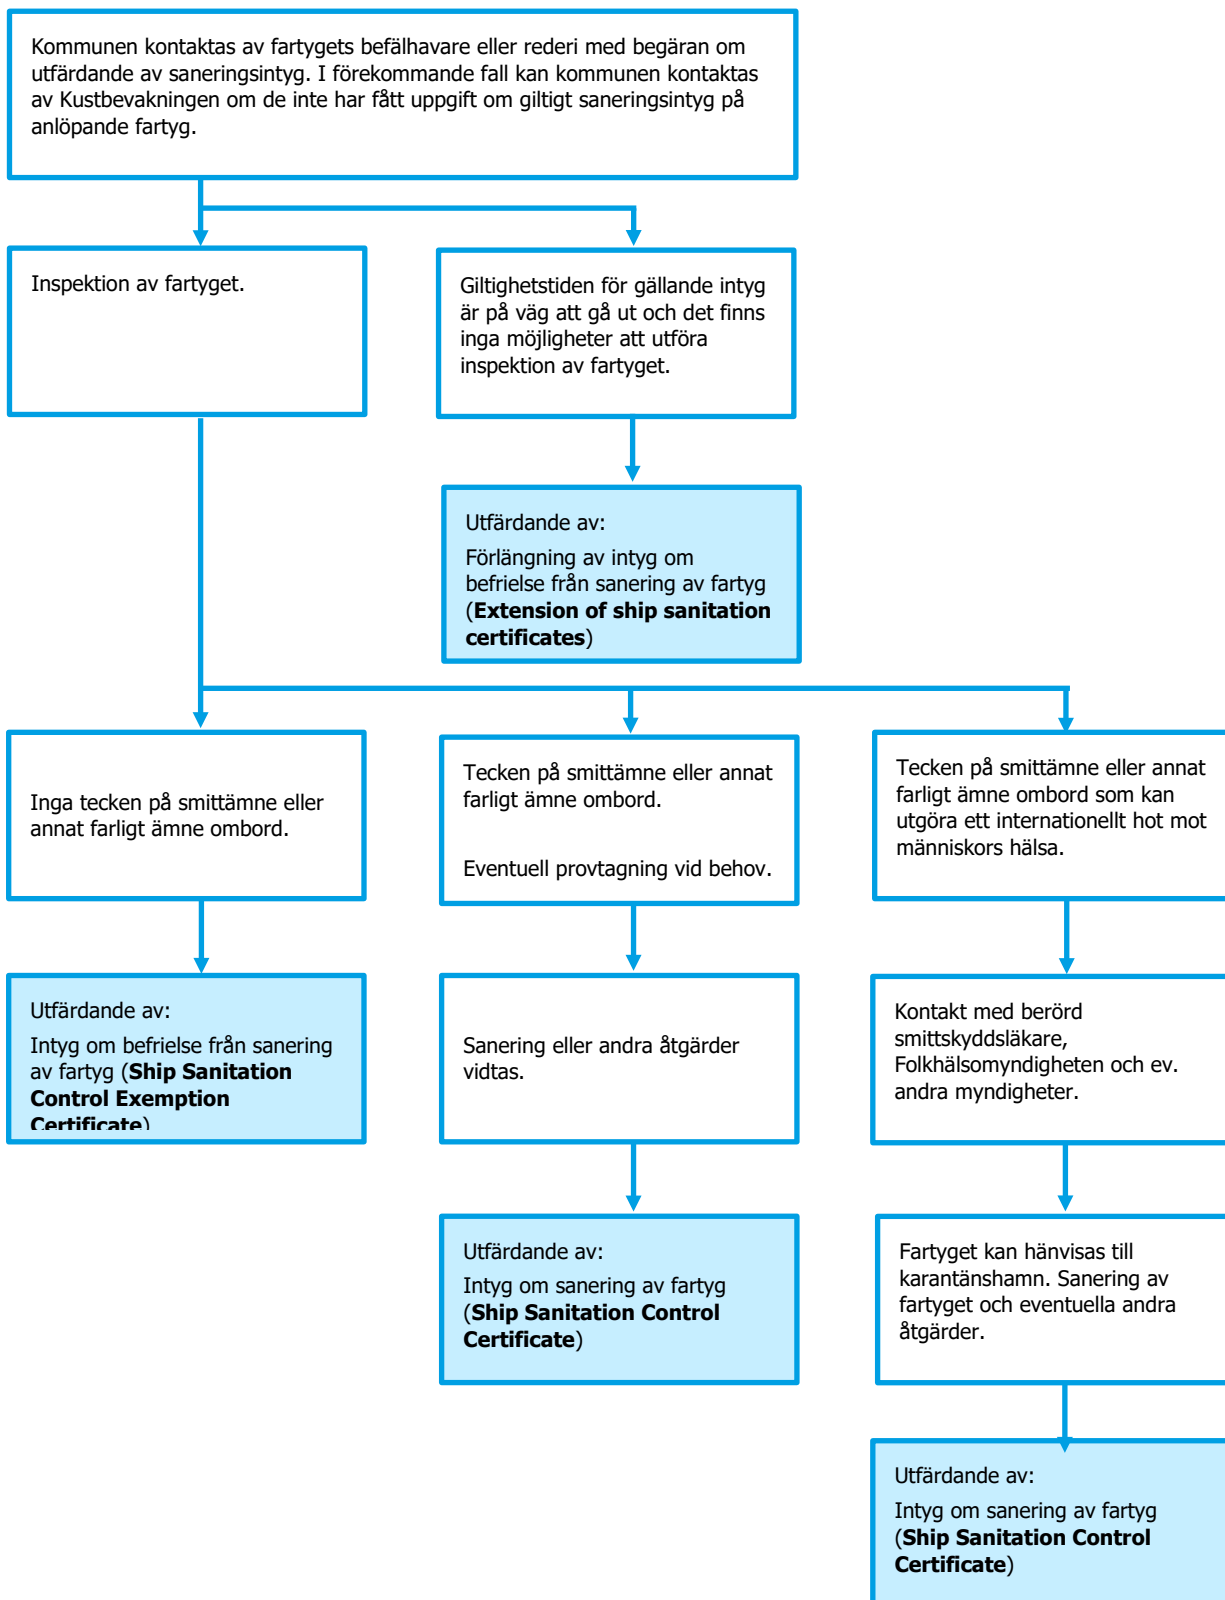 Kommunen kontaktas av fartygets befälhavare eller rederi med begäran om
utfärdande av saneringsintyg. I förekommande fall kan kommunen kontaktas
av Kustbevakningen om de inte har fått uppgift om giltigt saneringsintyg på
anlöpande fartyg.
Inspektion av fartyget.
Giltighetstiden för gällande intyg
är på väg att gå ut och det finns
inga möjligheter att utföra
inspektion av fartyget.
Utfärdande av:
Förlängning av intyg om
befrielse från sanering av fartyg
(Extension of ship sanitation
certificates)
Inga tecken på smittämne eller
annat farligt ämne ombord.
Tecken på smittämne eller annat
farligt ämne ombord.
Eventuell provtagning vid behov.
Tecken på smittämne eller annat
farligt ämne ombord som kan
utgöra ett internationellt hot mot
människors hälsa.
Utfärdande av:
Intyg om befrielse från sanering
av fartyg (Ship Sanitation
Control Exemption
Certificate)
Sanering eller andra åtgärder
vidtas.
Kontakt med berörd
smittskyddsläkare,
Folkhälsomyndigheten och ev.
andra myndigheter.
Utfärdande av:
Intyg om sanering av fartyg
(Ship Sanitation Control
Certificate)
Fartyget kan hänvisas till
karantänshamn. Sanering av
fartyget och eventuella andra
åtgärder.
Utfärdande av:
Intyg om sanering av fartyg
(Ship Sanitation Control
Certificate)